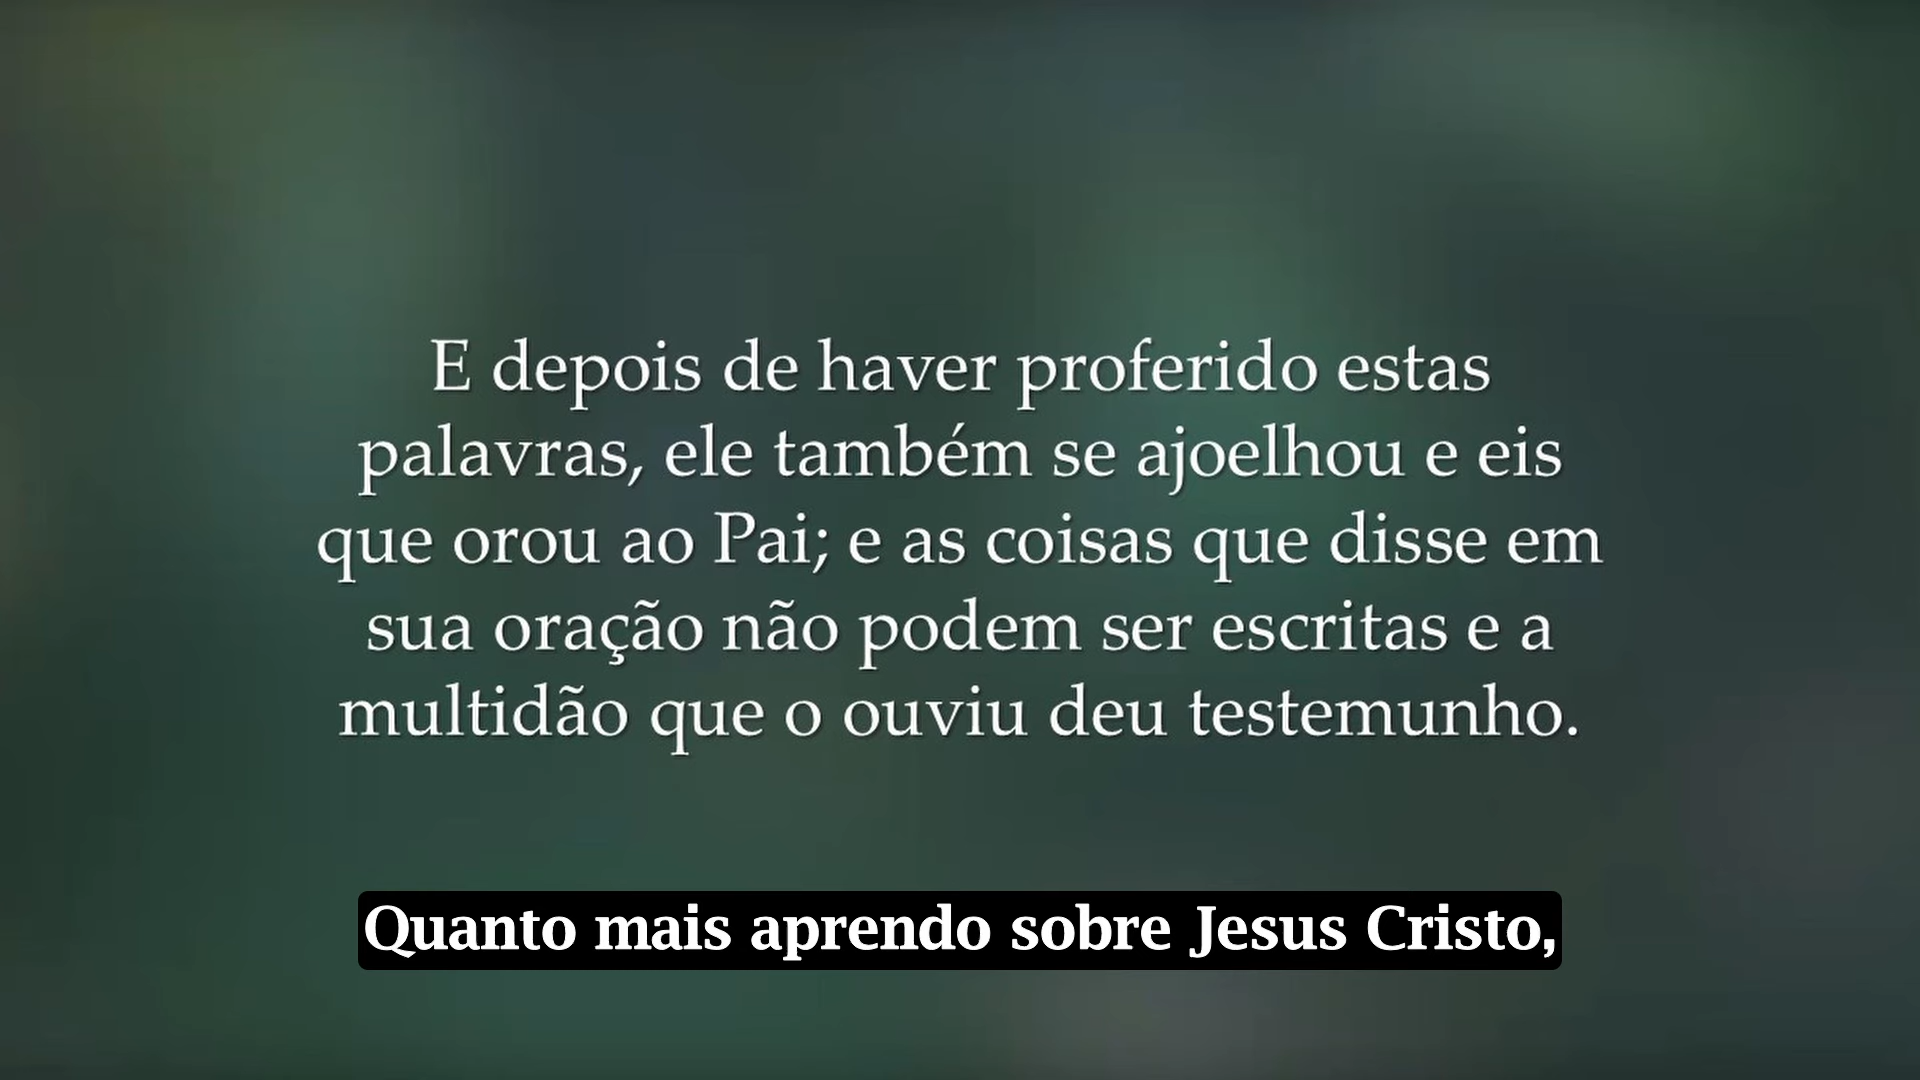 E depois de haver proferido estas
palavras, ele também se ajoelhou e eis
que orou ao Pai; e as coisas que disse em
sua oração não podem ser escritas e a
multidão que o ouviu deu testemunho.
Quanto mais aprendo sobre Jesus Cristo,